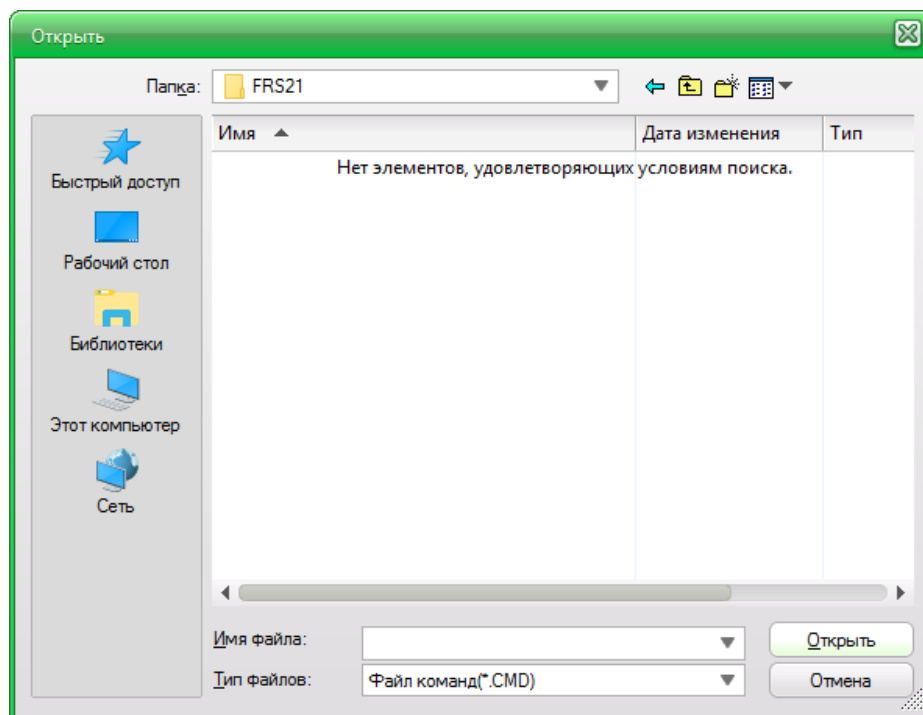 Открыть
Папка: FRS21
Имя Дата изменения Тип
Нет элементов, удовлетворяющих условиям поиска.
Быстрый доступ
Рабочий стол
Библиотеки
Этот компьютер
Сеть
Имя файла: Открыть
Тип файлов: Файл команд(*.CMD) Отмена